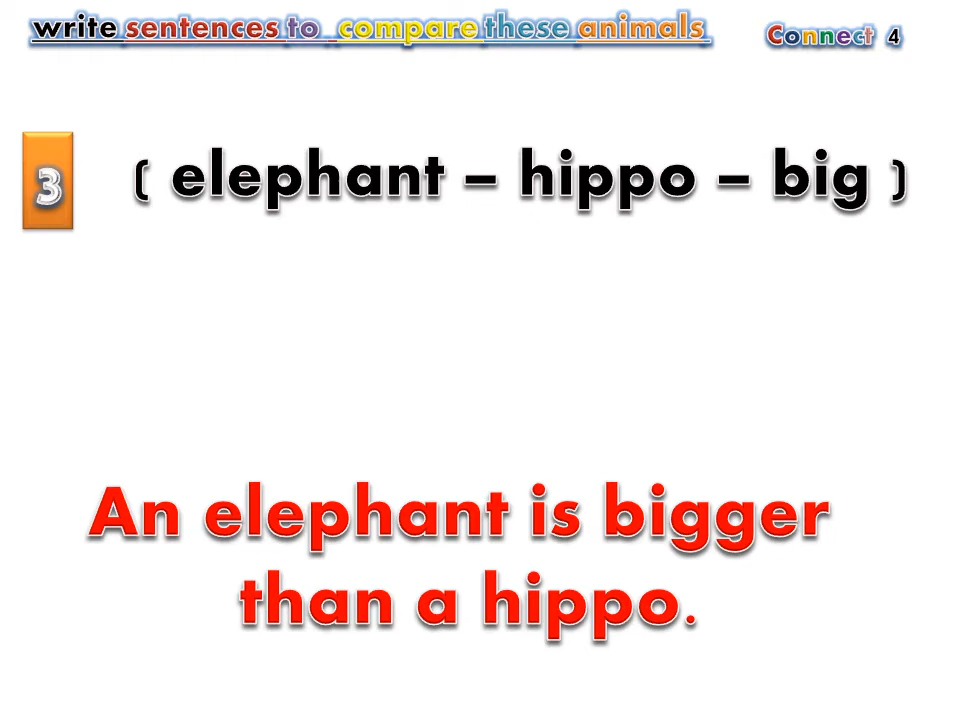 write sentences to compare these animals
Connect 4
3
( elephant – hippo – big )
An elephant is bigger
than a hippo.